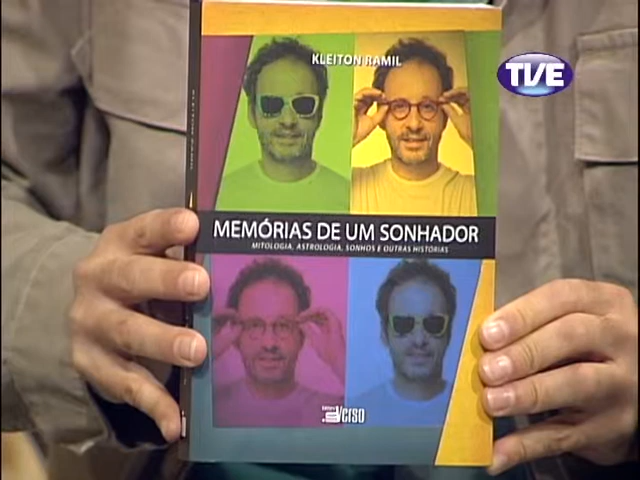 KLEITON RAMIL
TVE
MEMÓRIAS DE UM SONHADOR
MITOLOGIA, ASTROLOGIA, SONHOS E OUTRAS HISTÓRIAS
VERSO